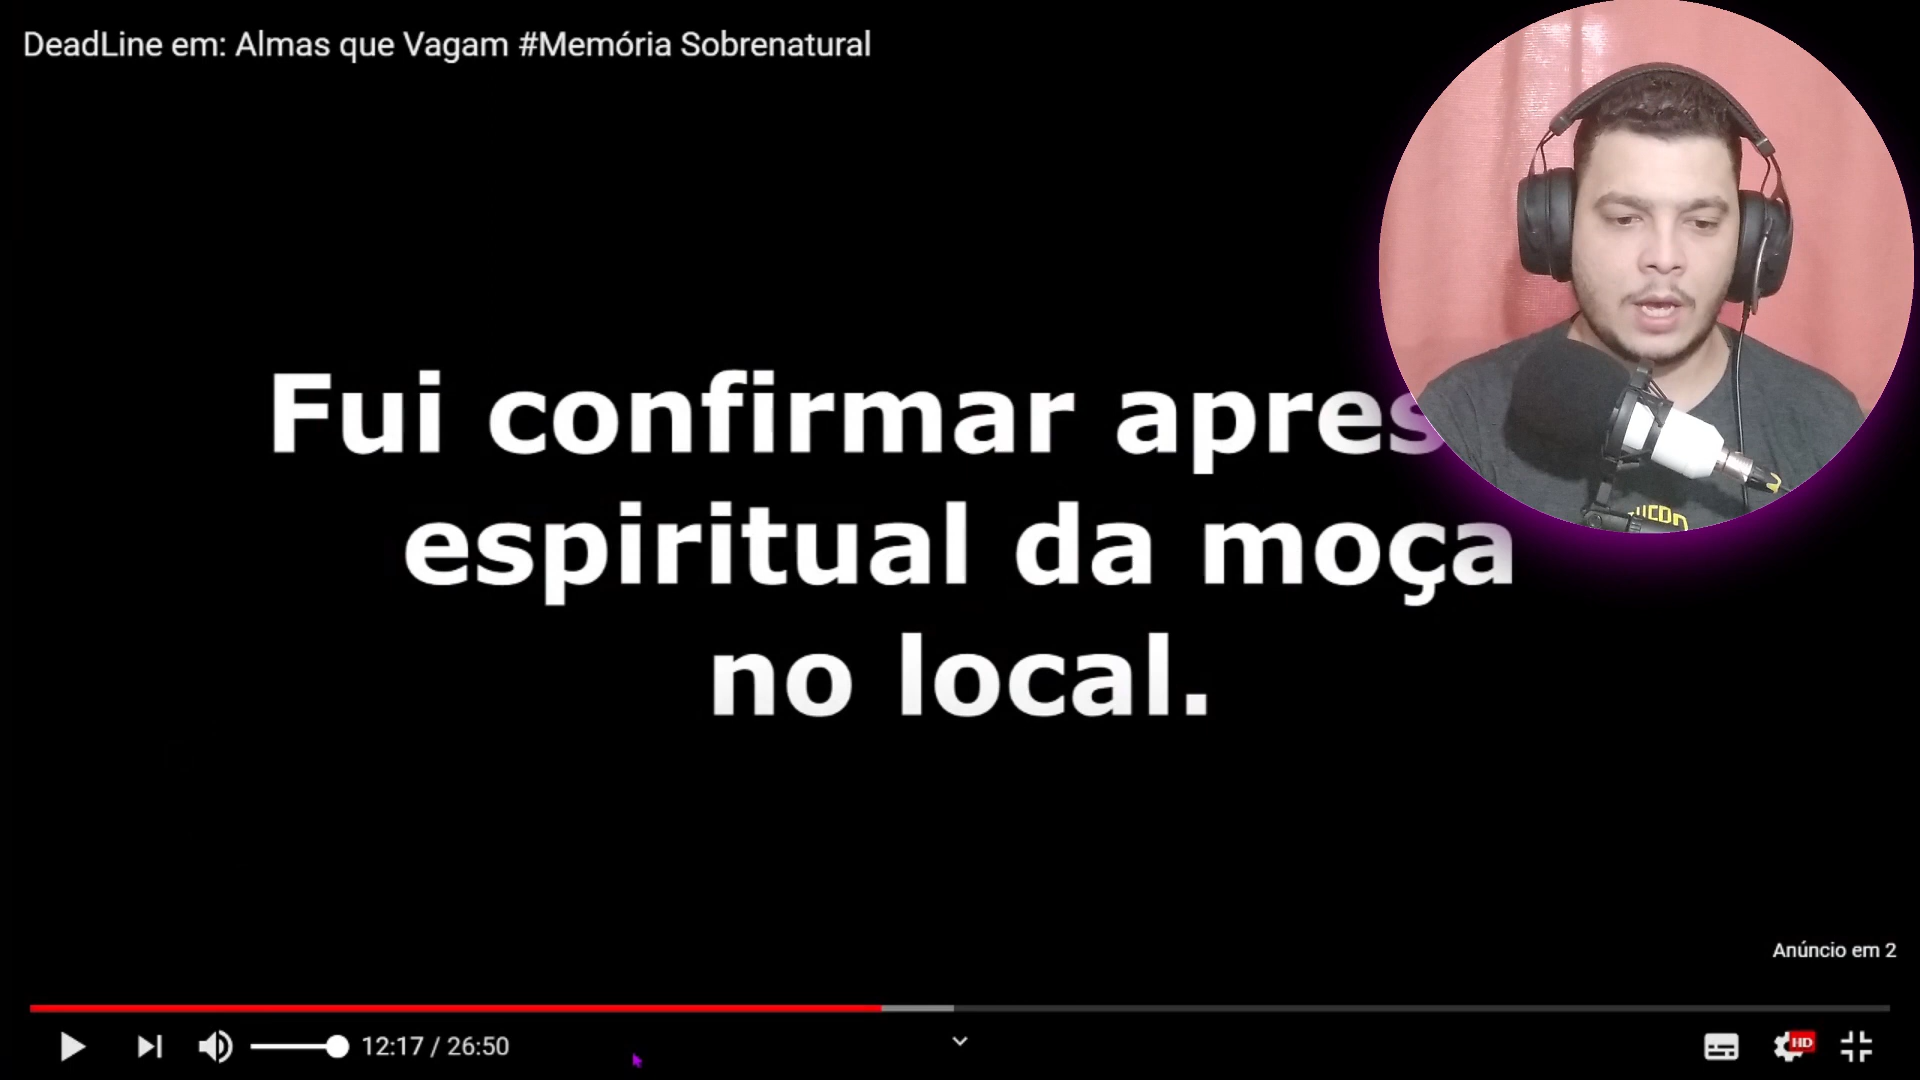 DeadLine em: Almas que Vagam #Memória Sobrenatural
Fui confirmar apres
espiritual da moça
no local.
Anúncio em 2
12:17 / 26:50
HD